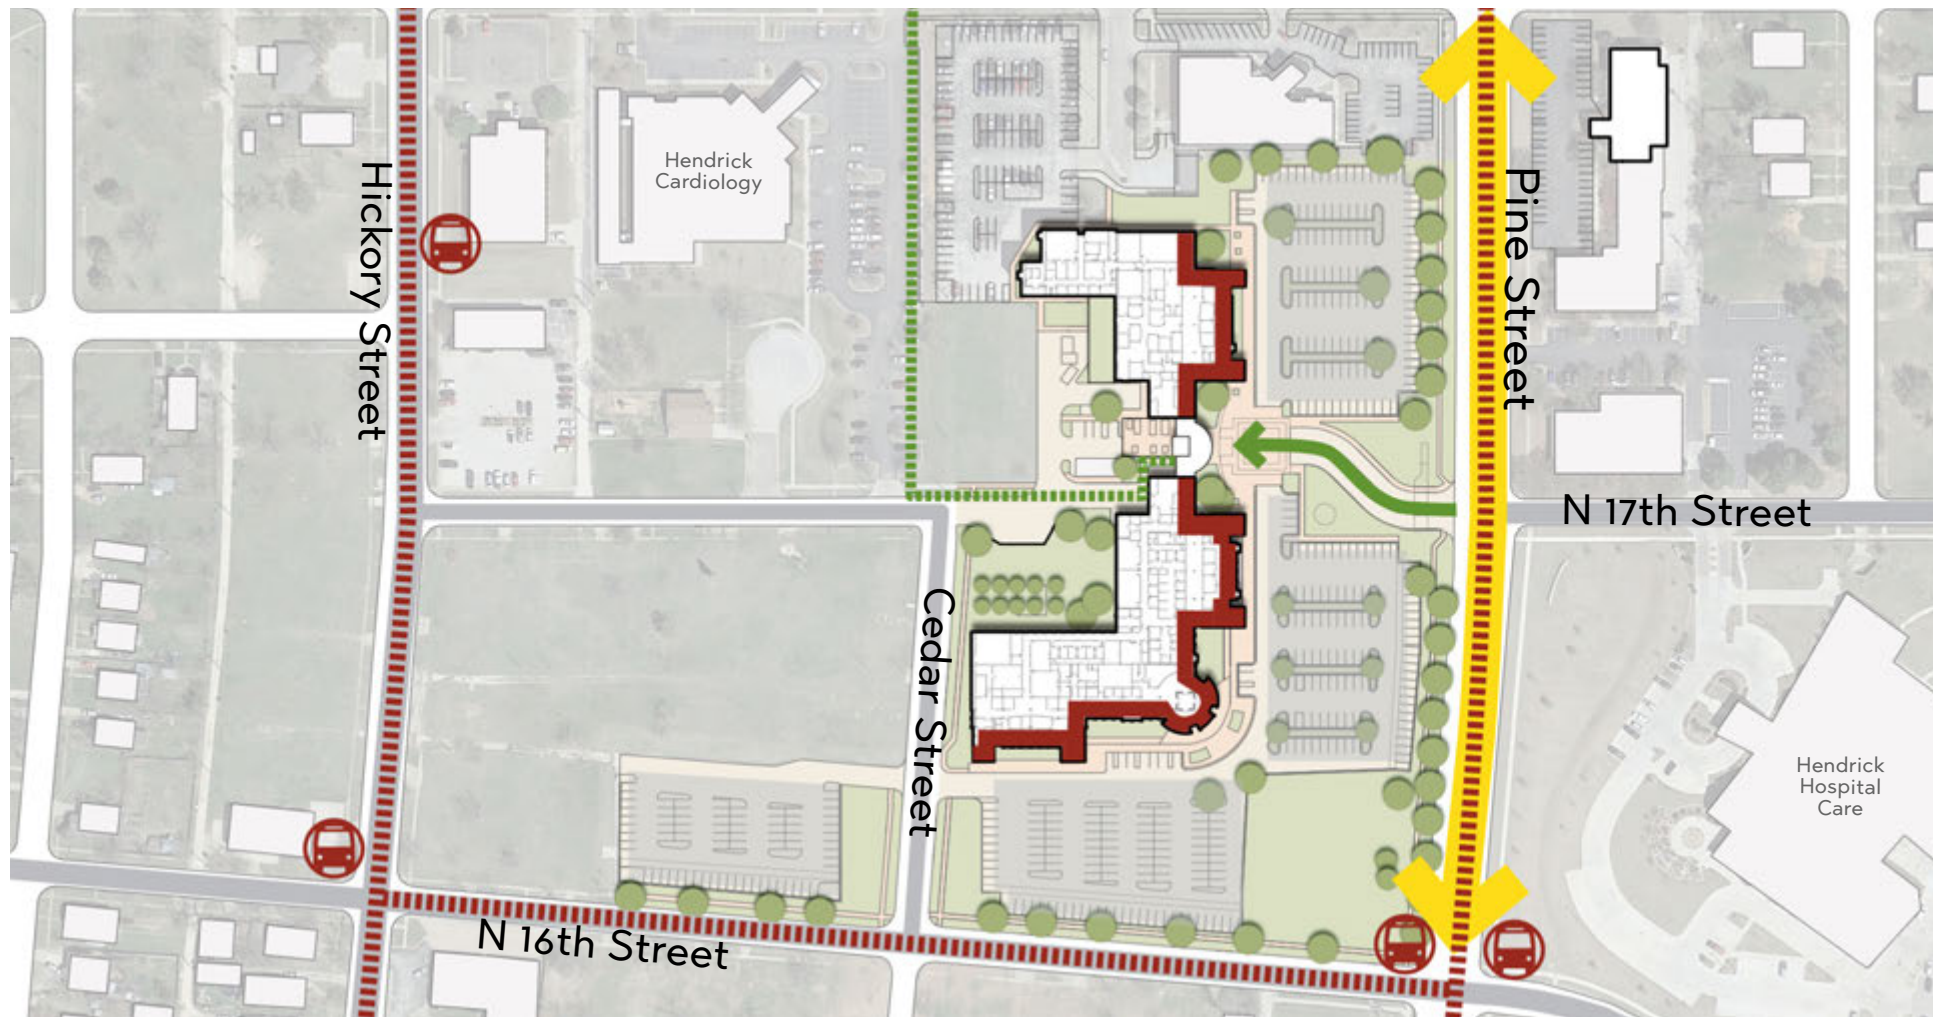 Hendrick
Cardiology
Hickory Street
Pine Street
N 17th Street
Cedar Street
Hendrick
Hospital
Care
N 16th Street